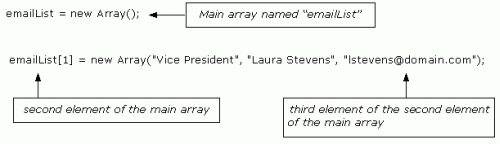 emailList = new Array();
Main array named "emailList"
emailList[1] = new Array("Vice President", "Laura Stevens", "lstevens@domain.com");
second element of the main array
third element of the second element
of the main array